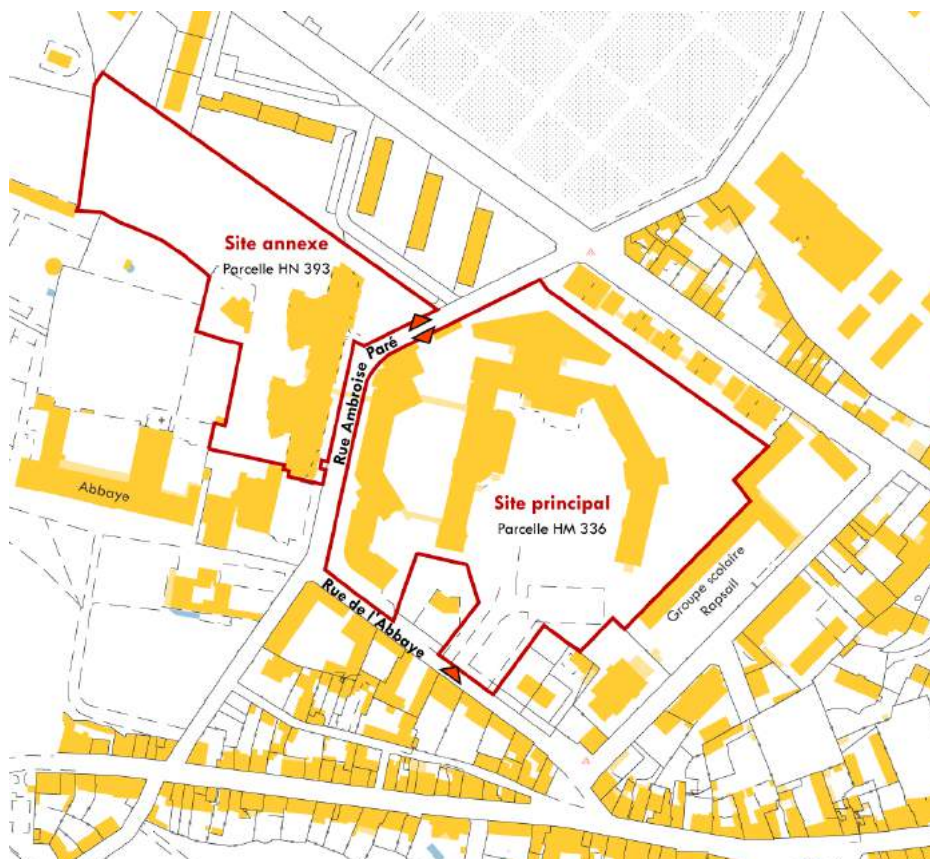 Site annexe
Parcelle HN 393
Rue Ambroise Paré
Site principal
Parcelle HM 336
Abbaye
Groupe scolaire
Rapsail
Rue de l'Abbaye